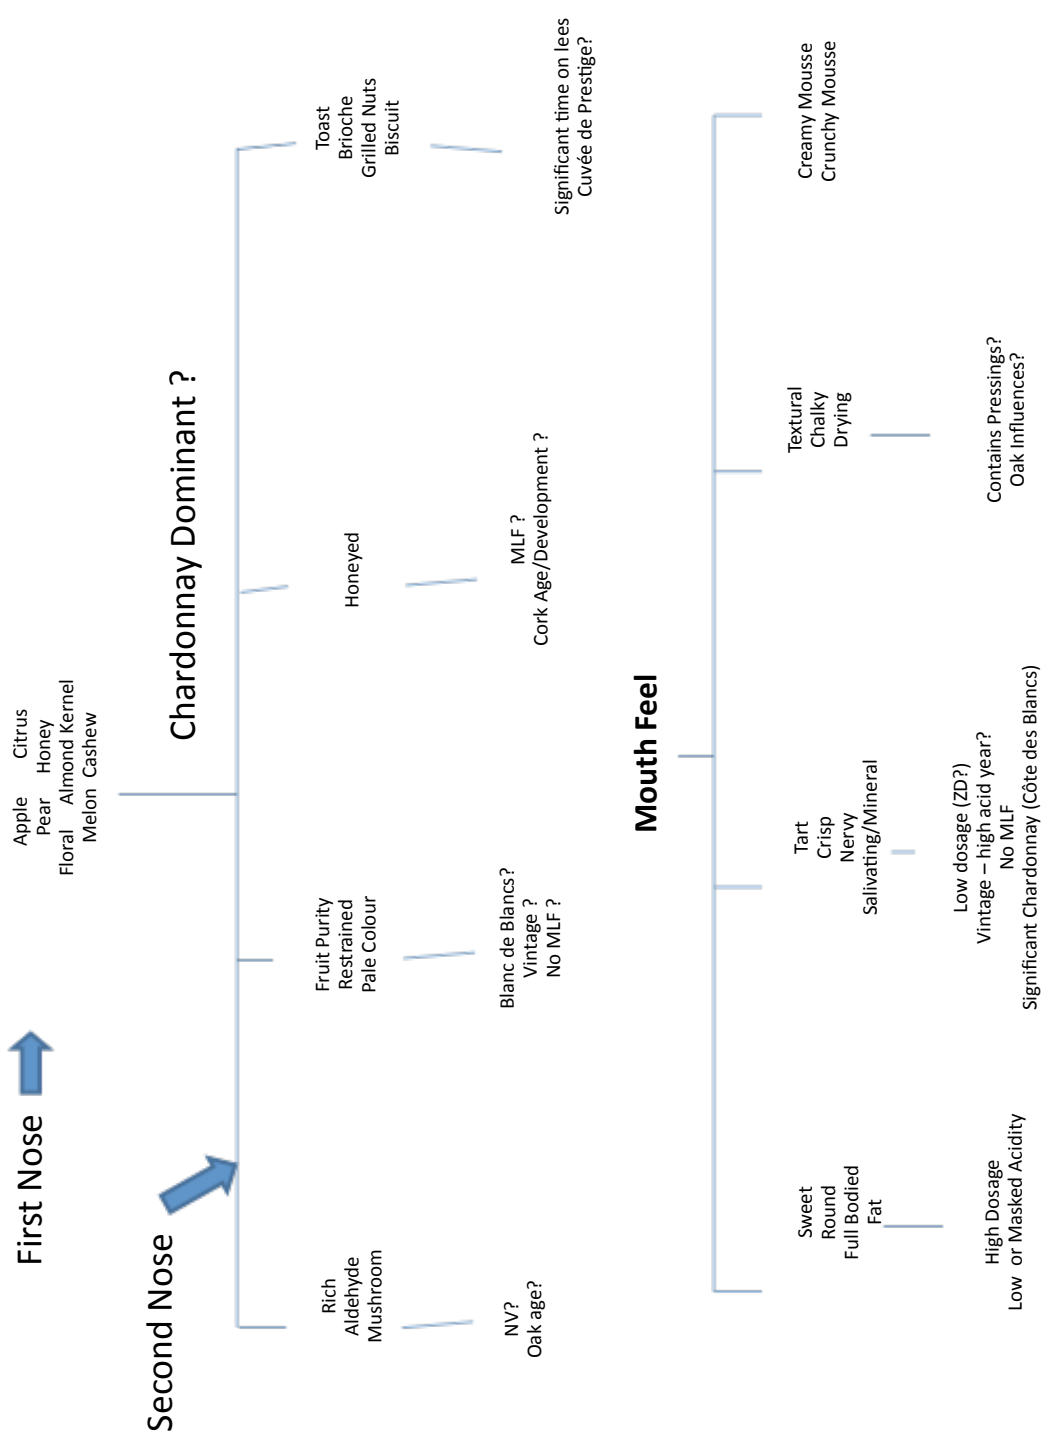 First Nose
Apple Citrus
Pear Honey
Floral Almond Kernel
Melon Cashew
Second Nose
Chardonnay Dominant ?
Rich
Aldehyde
Mushroom
NV?
Oak age?
Fruit Purity
Restrained
Pale Colour
Blanc de Blancs?
Vintage ?
No MLF ?
Honeyed
MLF ?
Cork Age/Development ?
Toast
Brioche
Grilled Nuts
Biscuit
Significant time on lees
Cuvée de Prestige?
Mouth Feel
Sweet
Round
Full Bodied
Fat
High Dosage
Low or Masked Acidity
Tart
Crisp
Nervy
Salivating/Mineral
Low dosage (ZD?)
Vintage – high acid year?
No MLF
Significant Chardonnay (Côte des Blancs)
Textural
Chalky
Drying
Contains Pressings?
Oak Influences?
Creamy Mousse
Crunchy Mousse